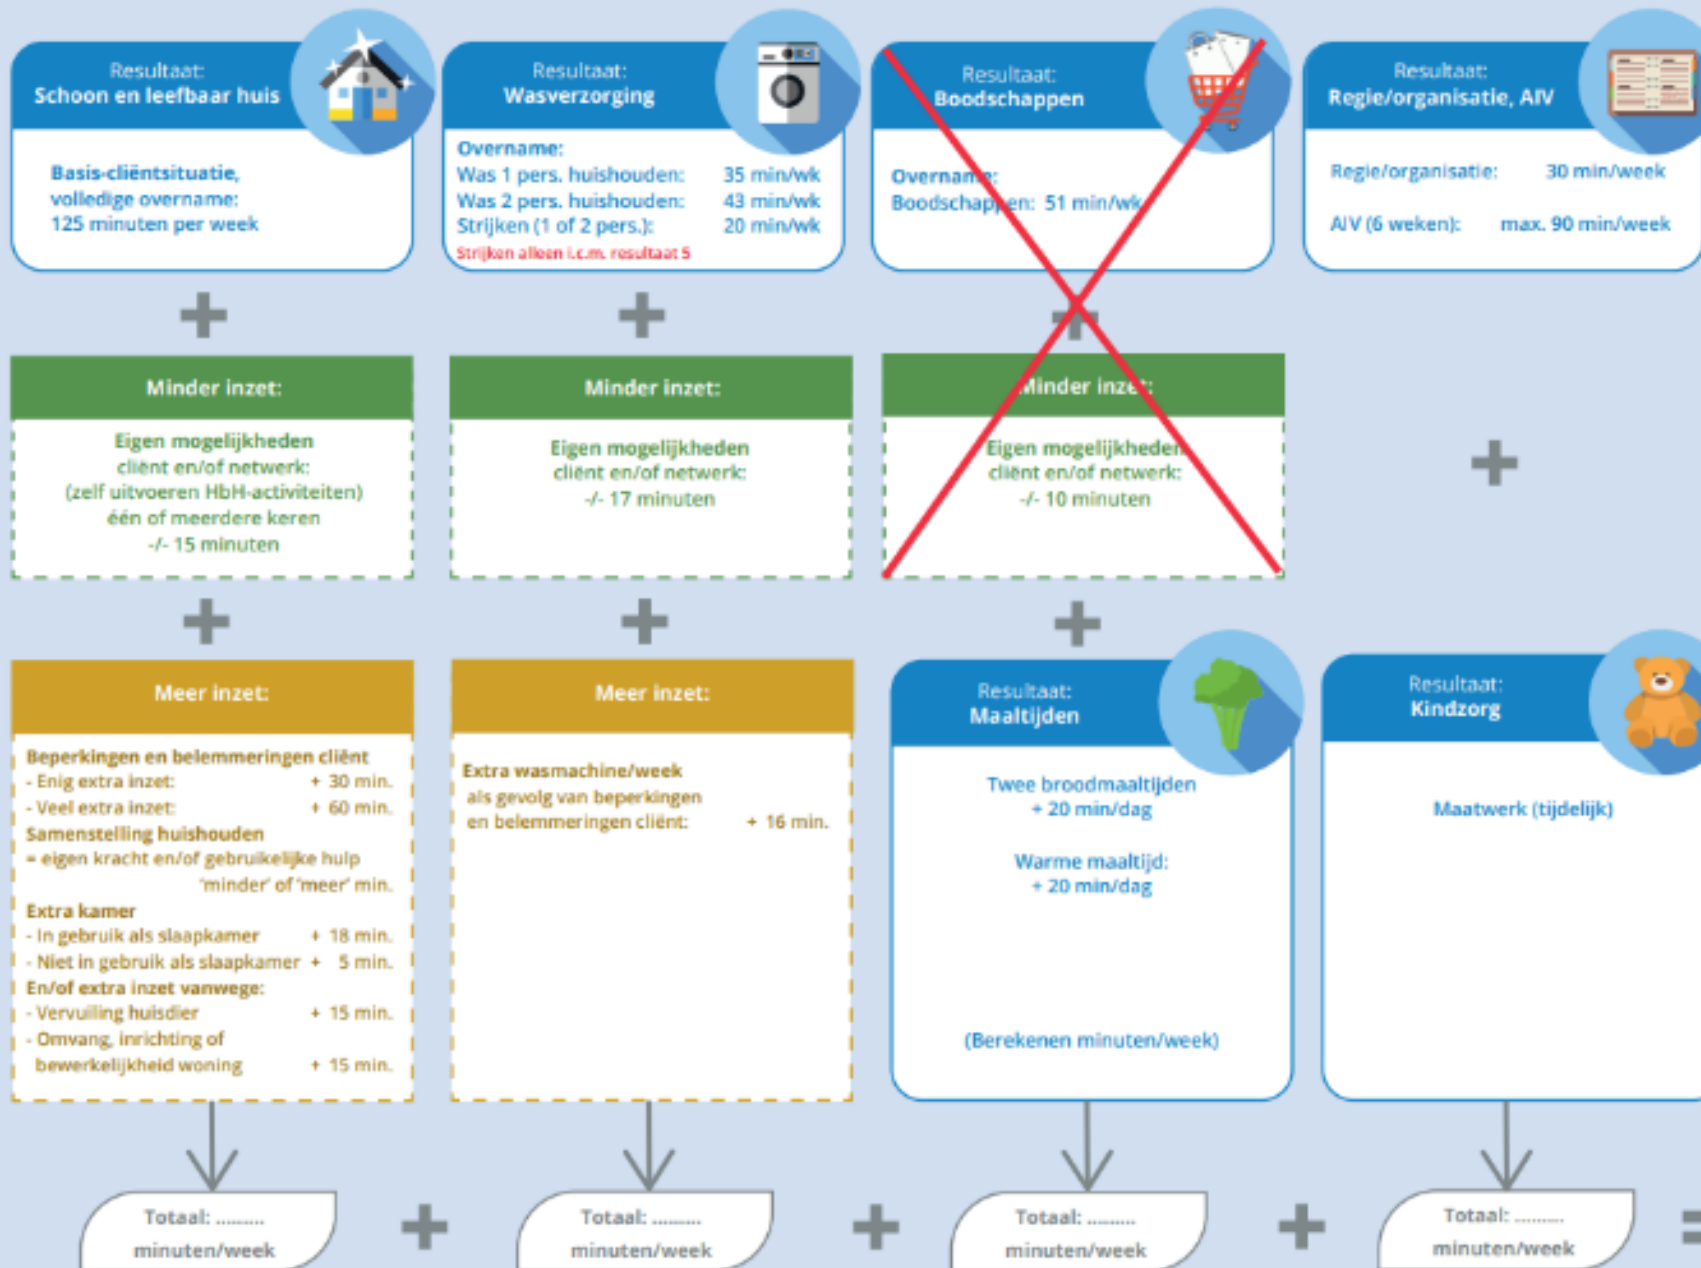 Resultaat:
Schoon en leefbaar huis
Basis-cliëntsituatie,
volledige overname:
125 minuten per week
Resultaat:
Wasverzorging
Overname:
Was 1 pers. huishouden: 35 min/wk
Was 2 pers. huishouden: 43 min/wk
Strijken (1 of 2 pers.): 20 min/wk
Strijken alleen i.c.m. resultaat 5
Resultaat:
Boodschappen
Overname:
Boodschappen: 51 min/wk
Resultaat:
Regie/organisatie, AIV
Regie/organisatie: 30 min/week
AIV (6 weken): max. 90 min/week
+
+
+
Minder inzet:
Eigen mogelijkheden
cliënt en/of netwerk:
(zelf uitvoeren HbH-activiteiten)
één of meerdere keren
-/- 15 minuten
Minder inzet:
Eigen mogelijkheden
cliënt en/of netwerk:
-/- 17 minuten
Minder inzet:
Eigen mogelijkheden
cliënt en/of netwerk:
-/- 10 minuten
+
+
+
+
Meer inzet:
Beperkingen en belemmeringen cliënt
- Enig extra inzet: + 30 min.
- Veel extra inzet: + 60 min.
Samenstelling huishouden
= eigen kracht en/of gebruikelijke hulp
'minder' of 'meer' min.
Extra kamer
- In gebruik als slaapkamer + 18 min.
- Niet in gebruik als slaapkamer + 5 min.
En/of extra inzet vanwege:
- Vervuiling huisdier + 15 min.
- Omvang, inrichting of
bewerkelijkheid woning + 15 min.
Meer inzet:
Extra wasmachine/week
als gevolg van beperkingen
en belemmeringen cliënt: + 16 min.
Resultaat:
Maaltijden
Twee broodmaaltijden
+ 20 min/dag
Warme maaltijd:
+ 20 min/dag
(Berekenen minuten/week)
Resultaat:
Kindzorg
Maatwerk (tijdelijk)
Totaal: .........
minuten/week
+
Totaal: .........
minuten/week
+
Totaal: .........
minuten/week
+
Totaal: .........
minuten/week
=